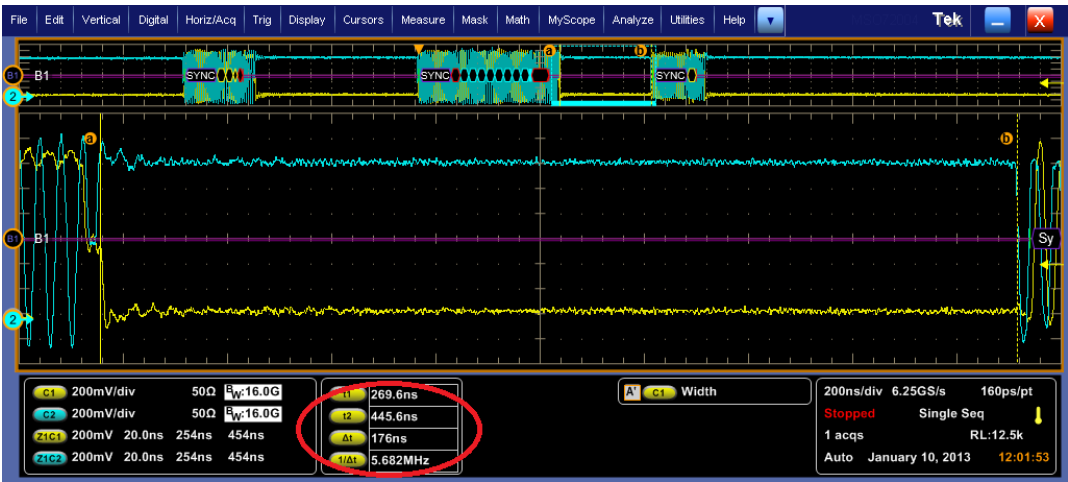 File Edit Vertical Digital Horiz/Acq Trig Display Cursors Measure Mask Math MyScope Analyze Utilities Help Tek X
a b
B1 B1 SYNC SYNC SYNC
2
a b
B1 B1 Sy
2
C1 200mV/div 50Ω BW:16.0G
C2 200mV/div 50Ω BW:16.0G
Z1C1 200mV 20.0ns 254ns 454ns
Z1C2 200mV 20.0ns 254ns 454ns
t1 269.6ns
t2 445.6ns
Δt 176ns
1/Δt 5.682MHz
A' C1 Width
200ns/div 6.25GS/s 160ps/pt
Stopped Single Seq
1 acqs RL:12.5k
Auto January 10, 2013 12:01:53